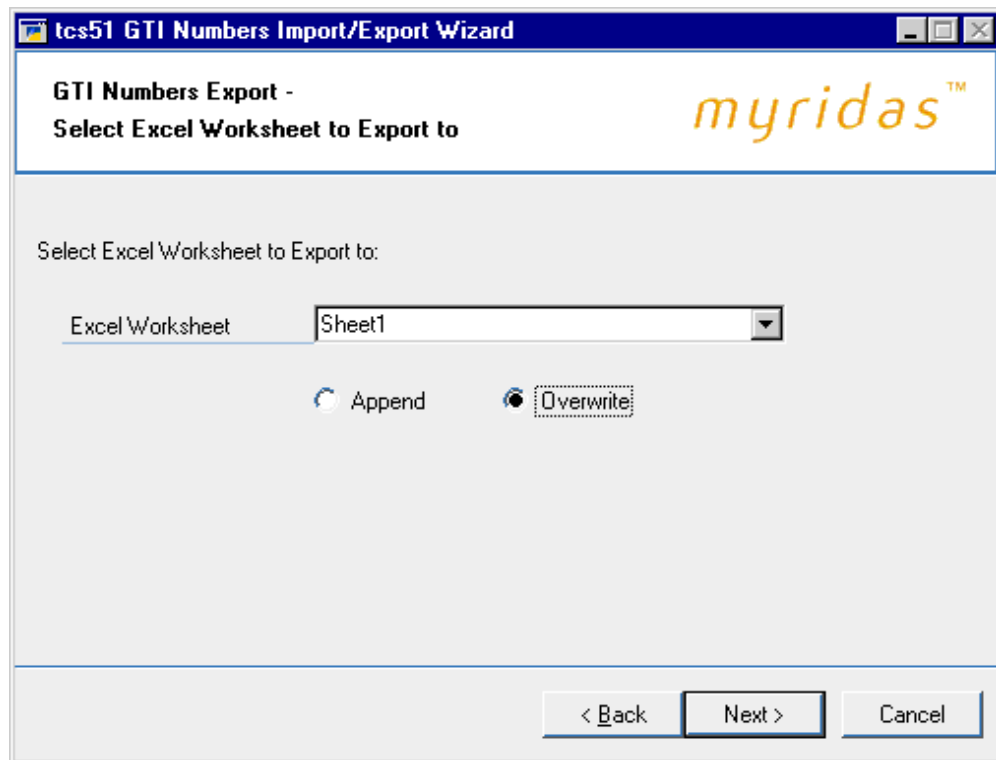 tcs51 GTI Numbers Import/Export Wizard
GTI Numbers Export -
Select Excel Worksheet to Export to
myridas™
Select Excel Worksheet to Export to:
Excel Worksheet Sheet1
Append Overwrite
< Back Next > Cancel